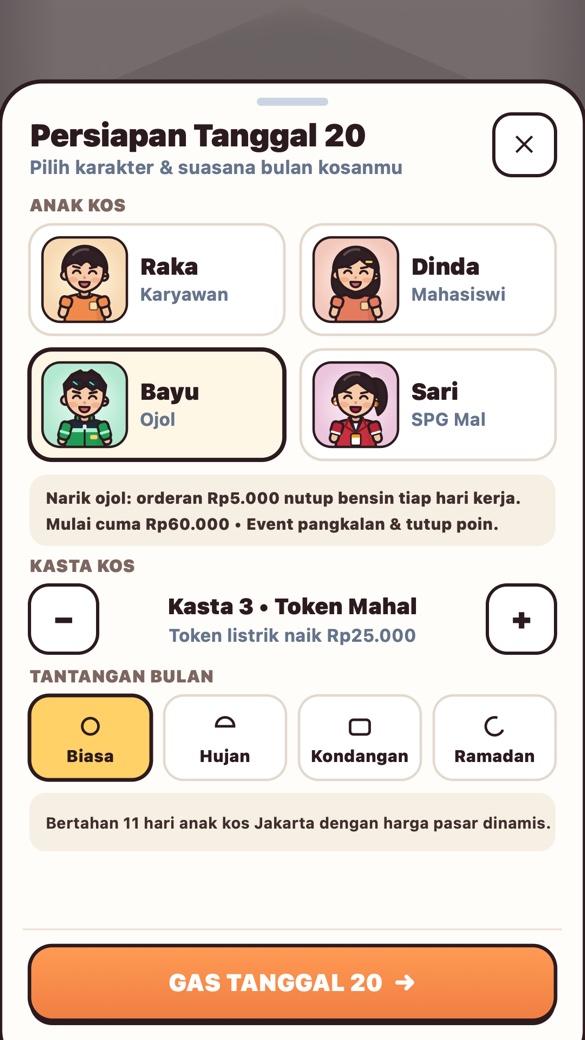 Persiapan Tanggal 20
Pilih karakter & suasana bulan kosanmu
ANAK KOS
Raka
Karyawan
Dinda
Mahasiswi
Bayu
Ojol
Sari
SPG Mal
Narik ojol: orderan Rp5.000 nutup bensin tiap hari kerja.
Mulai cuma Rp60.000 • Event pangkalan & tutup poin.
KASTA KOS
− Kasta 3 • Token Mahal +
Token listrik naik Rp25.000
TANTANGAN BULAN
Biasa
Hujan
Kondangan
Ramadan
Bertahan 11 hari anak kos Jakarta dengan harga pasar dinamis.
GAS TANGGAL 20 →